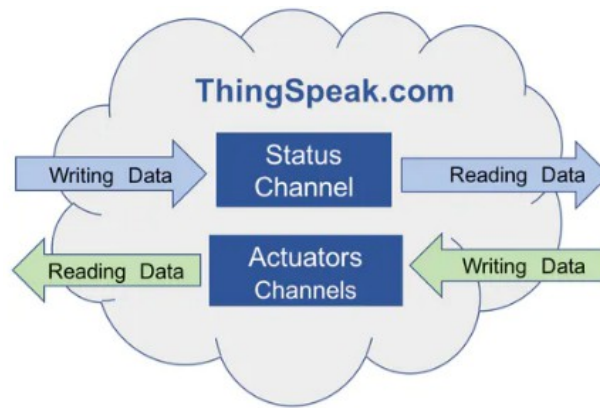 ThingSpeak.com
Writing Data
Status
Channel
Reading Data
Reading Data
Actuators
Channels
Writing Data